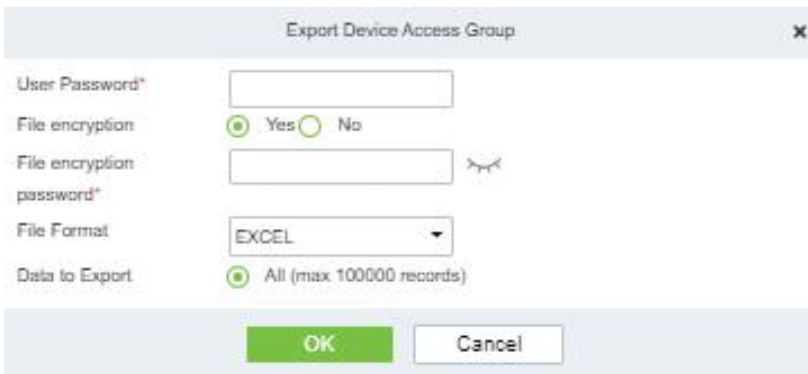 Export Device Access Group
User Password*
File encryption Yes No
File encryption
password*
File Format EXCEL
Data to Export All (max 100000 records)
OK Cancel